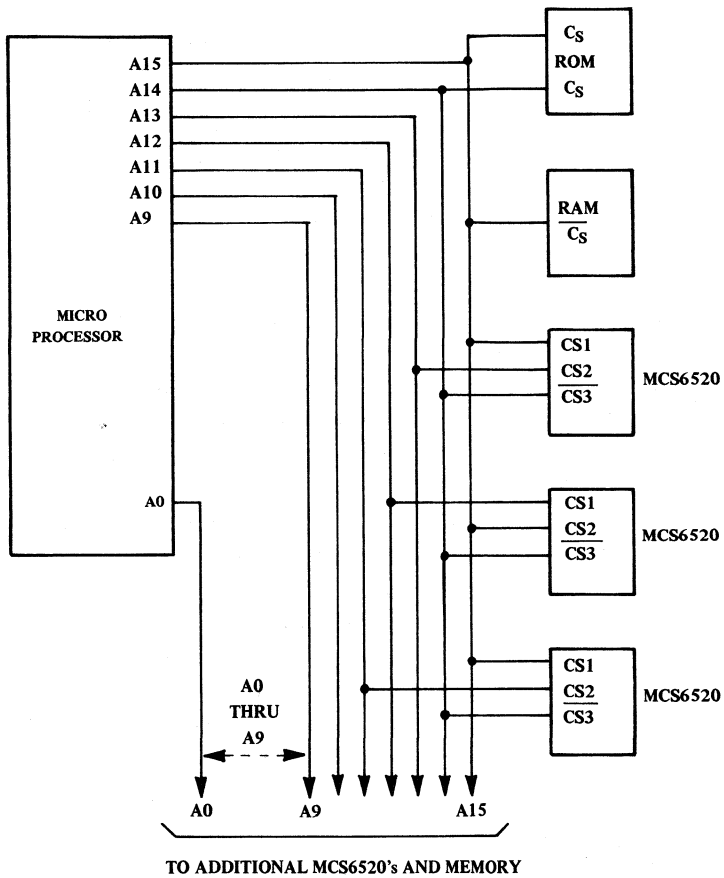 A15
A14
A13
A12
A11
A10
A9
MICRO
PROCESSOR
A0
CS
ROM
CS
RAM
CS
CS1
CS2
CS3
MCS6520
CS1
CS2
CS3
MCS6520
CS1
CS2
CS3
MCS6520
A0
THRU
A9
A0
A9
A15
TO ADDITIONAL MCS6520's AND MEMORY